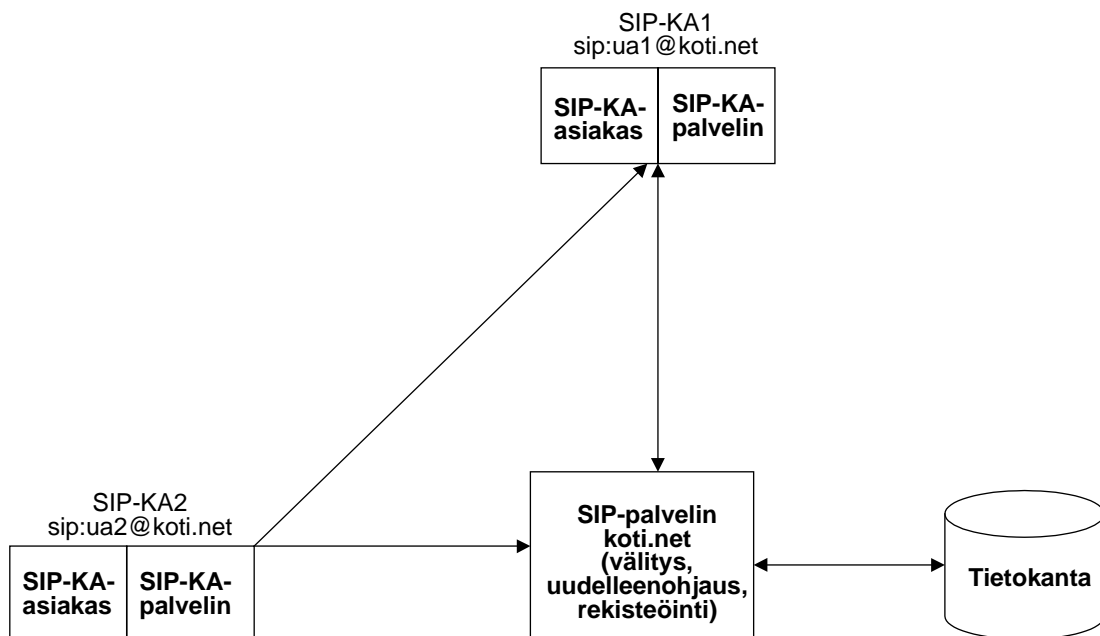 SIP-KA1
sip:ua1@koti.net
SIP-KA-
asiakas
SIP-KA-
palvelin
SIP-KA2
sip:ua2@koti.net
SIP-KA-
asiakas
SIP-KA-
palvelin
SIP-palvelin
koti.net
(välitys,
uudelleenohjaus,
rekisteöinti)
Tietokanta